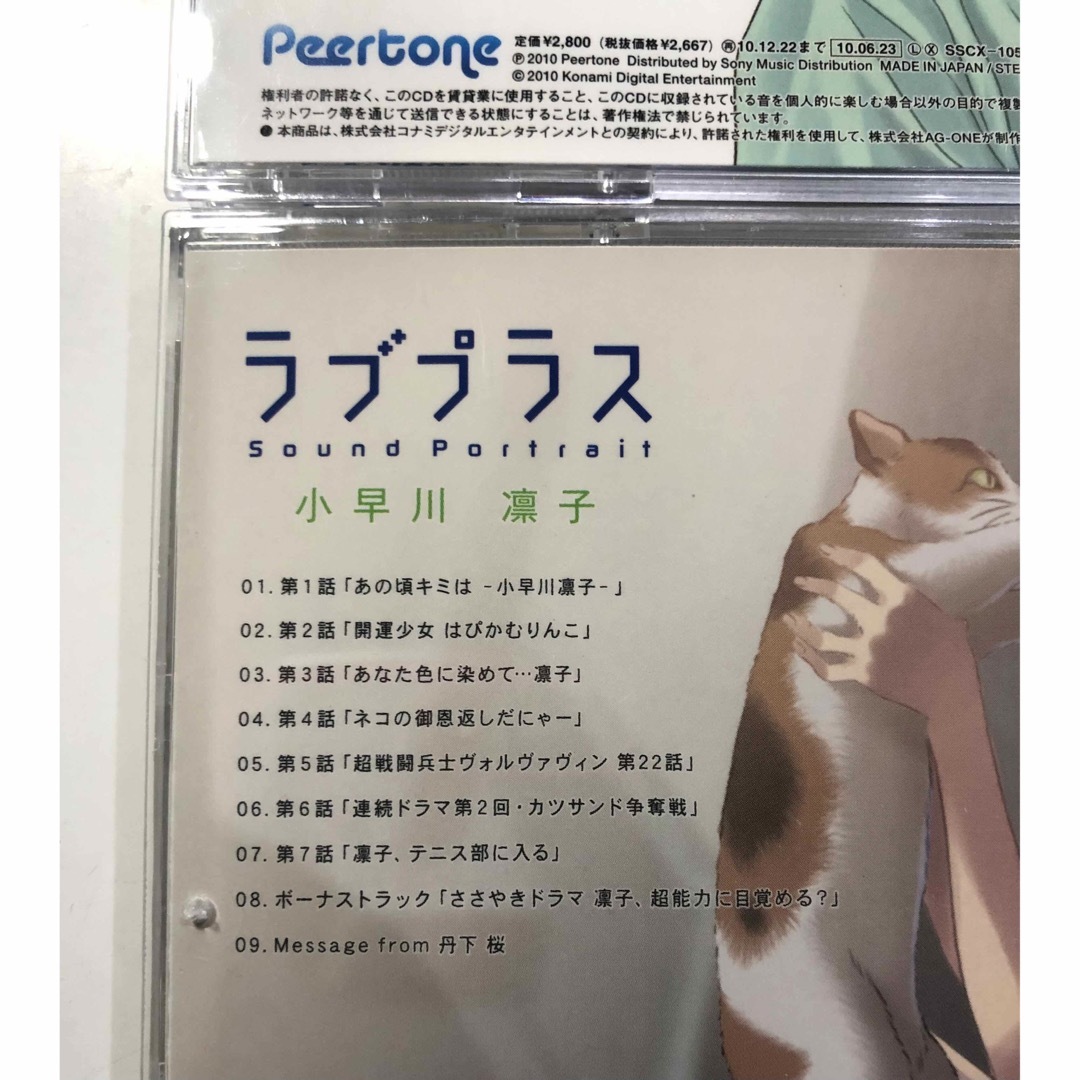 Peertone 定価¥2,800（税抜価格¥2,667）㊢10.12.22まで 10.06.23 Ⓛ Ⓧ SSCX-105
Ⓟ2010 Peertone Distributed by Sony Music Distribution MADE IN JAPAN / STE
©2010 Konami Digital Entertainment
権利者の許諾なく、このCDを賃貸業に使用すること、このCDに収録されている音を個人的に楽しむ場合以外の目的で複製
ネットワーク等を通じて送信できる状態にすることは、著作権法で禁じられています。
● 本商品は、株式会社コナミデジタルエンタテインメントとの契約により、許諾された権利を使用して、株式会社AG-ONEが制作
ラブプラス
Sound Portrait
小早川 凛子
01. 第1話「あの頃キミは -小早川凛子-」
02. 第2話「開運少女 はぴかむりんこ」
03. 第3話「あなた色に染めて…凛子」
04. 第4話「ネコの御恩返しだにゃー」
05. 第5話「超戦闘兵士ヴォルヴァヴィン 第22話」
06. 第6話「連続ドラマ第2回・カツサンド争奪戦」
07. 第7話「凛子、テニス部に入る」
08. ボーナストラック「ささやきドラマ 凛子、超能力に目覚める？」
09. Message from 丹下 桜